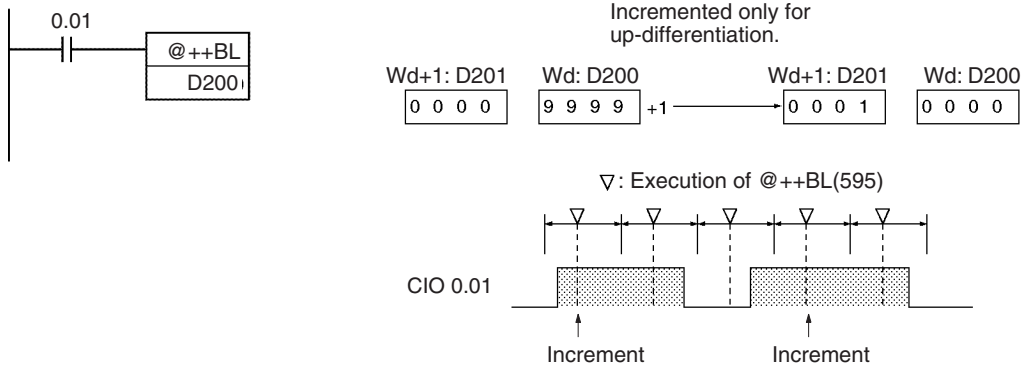 0.01
@++BL
D200
Incremented only for
up-differentiation.
Wd+1: D201 Wd: D200 Wd+1: D201 Wd: D200
0 0 0 0 9 9 9 9 +1 0 0 0 1 0 0 0 0
▽: Execution of @++BL(595)
CIO 0.01
Increment Increment